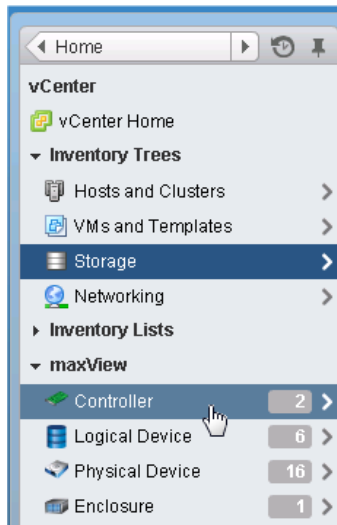 Home
vCenter
vCenter Home
Inventory Trees
Hosts and Clusters
VMs and Templates
Storage
Networking
Inventory Lists
maxView
Controller 2
Logical Device 6
Physical Device 16
Enclosure 1